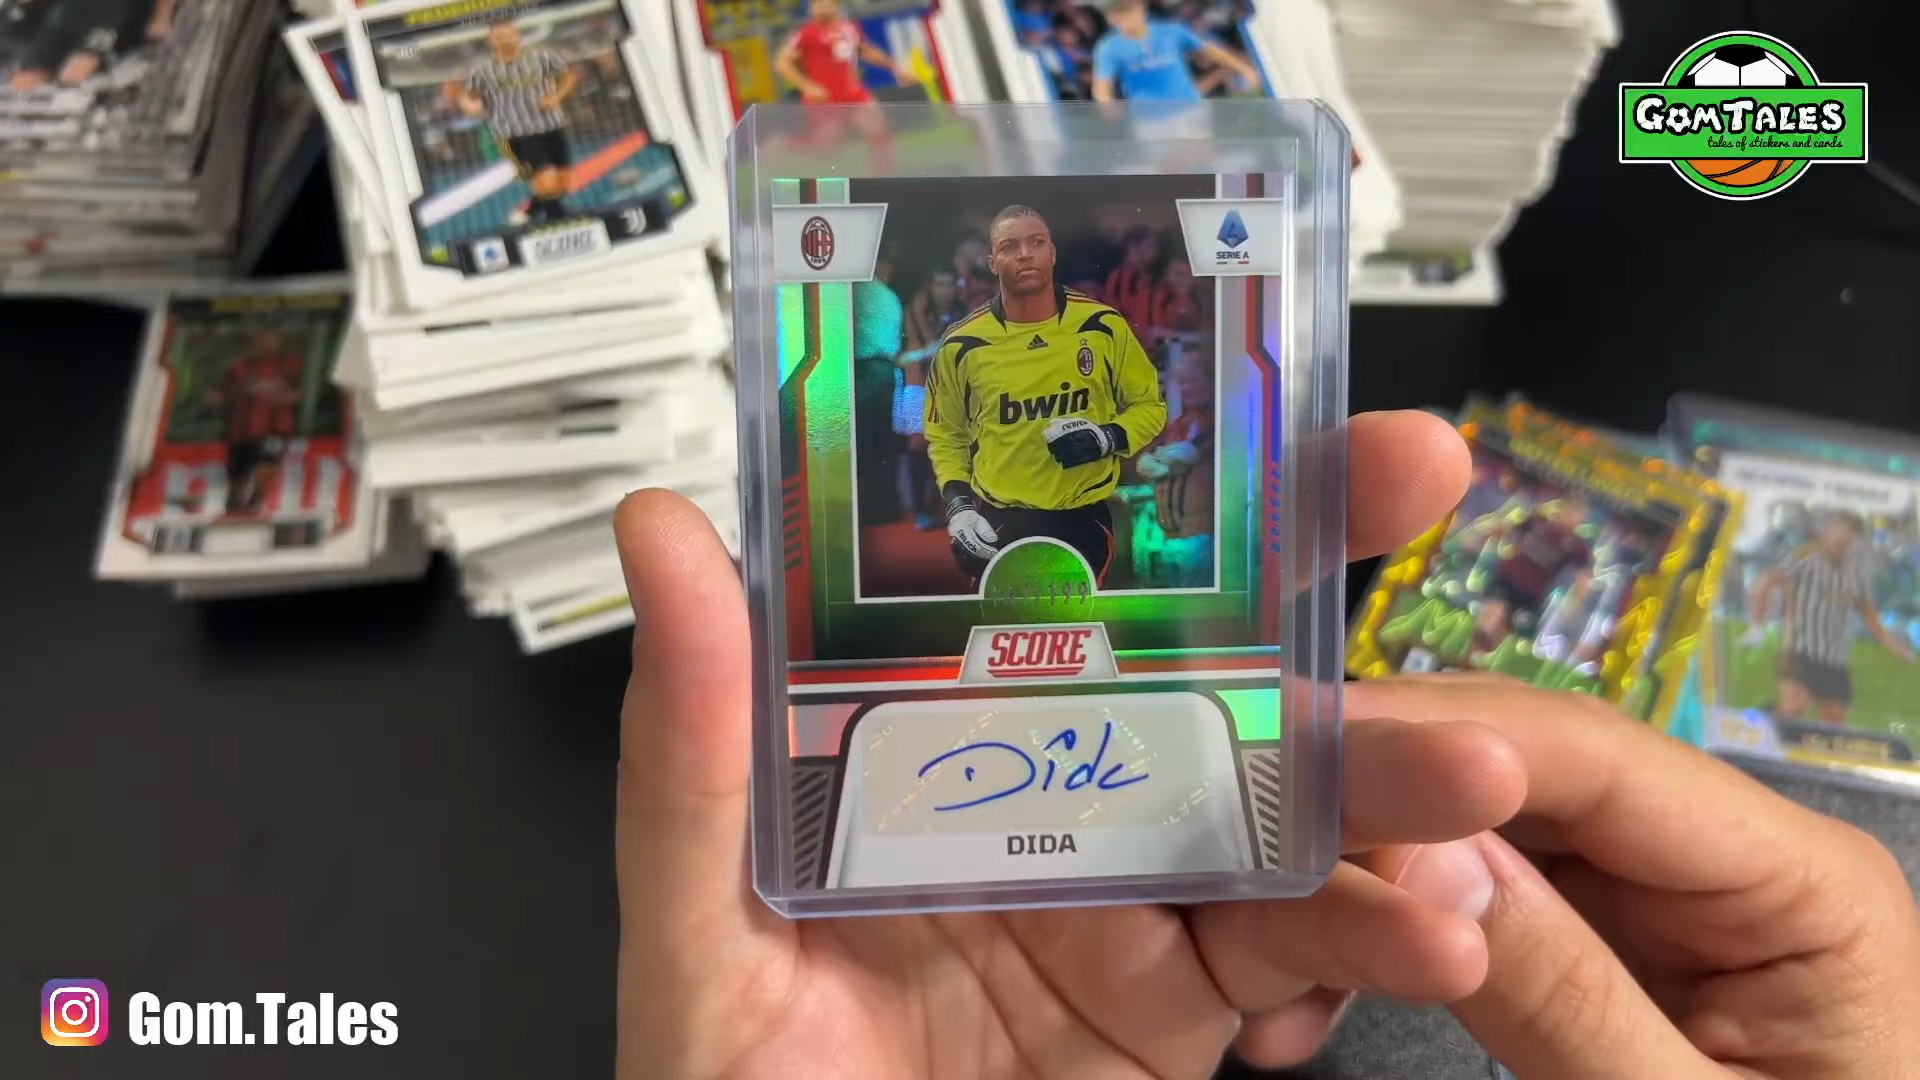 GOMTALES
tales of stickers and cards
SERIE A
bwin
SCORE
Dida
DIDA
Gom.Tales